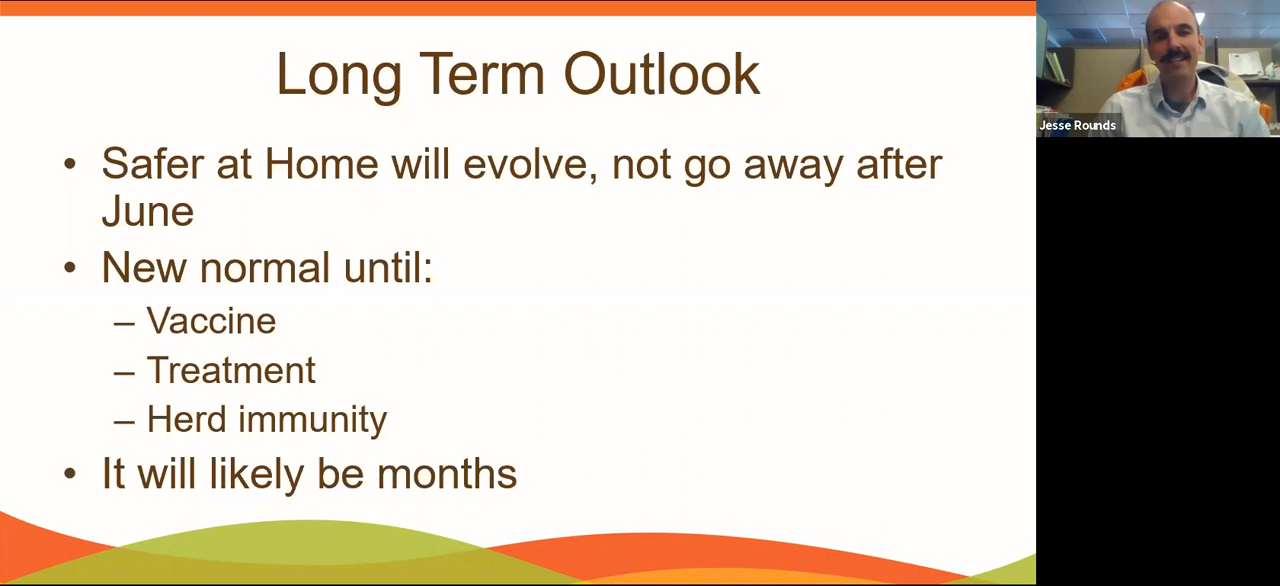 Long Term Outlook
• Safer at Home will evolve, not go away after
June
• New normal until:
– Vaccine
– Treatment
– Herd immunity
• It will likely be months
Jesse Rounds